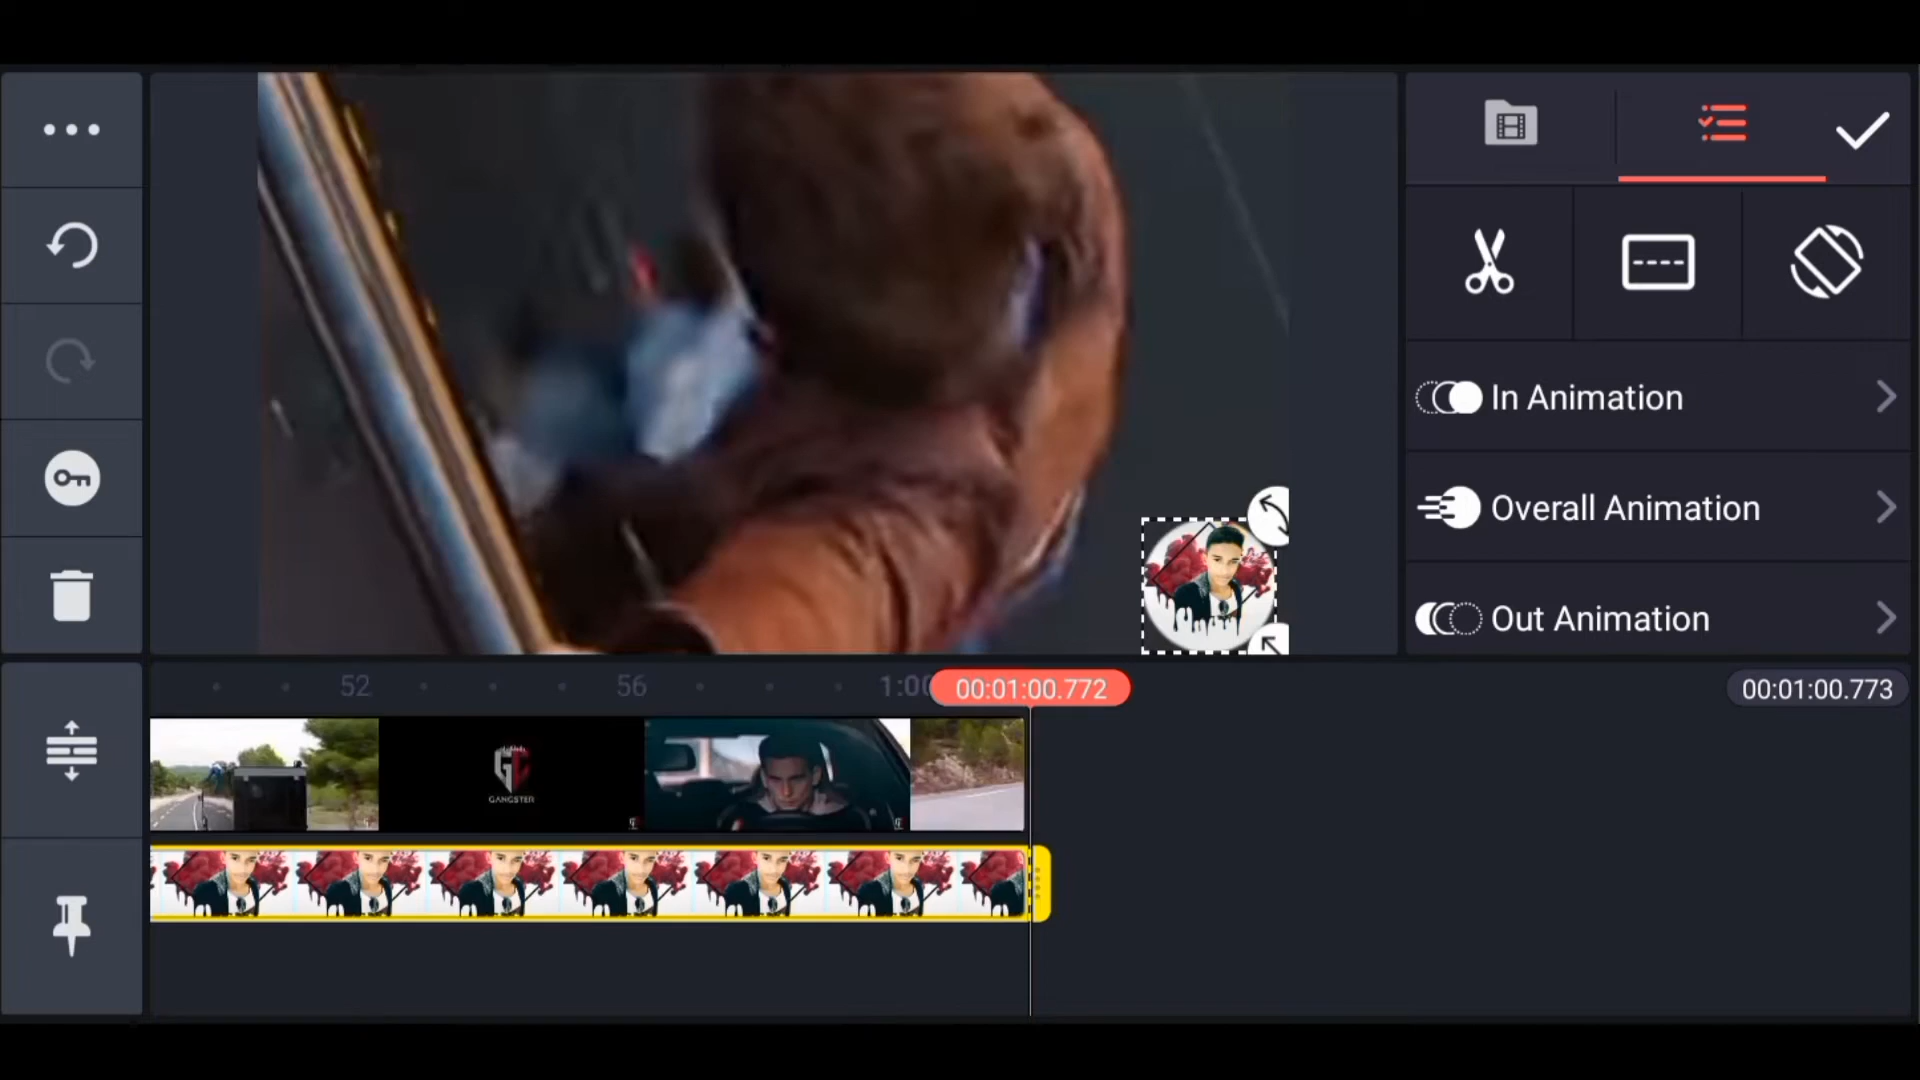 In Animation
Overall Animation
Out Animation
52
56
1:00
00:01:00.772
00:01:00.773
GC
GANGSTER